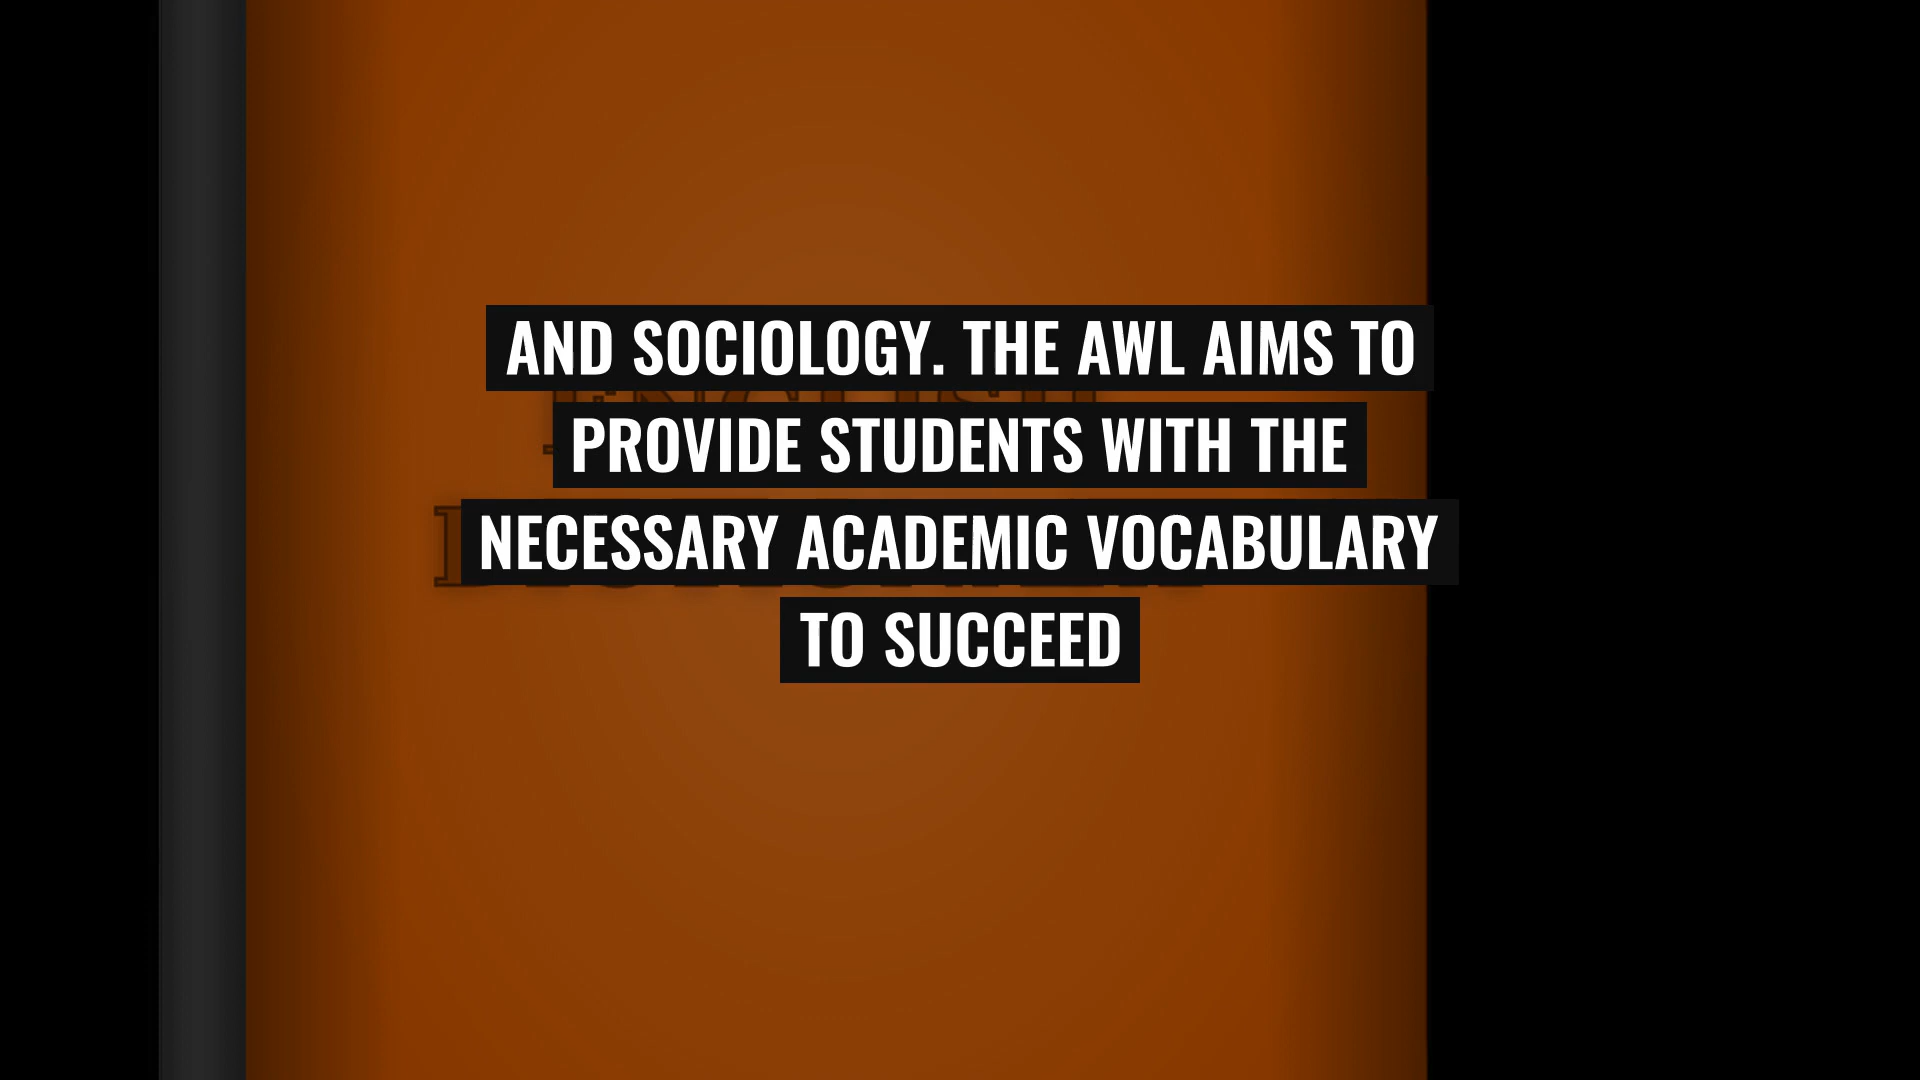 AND SOCIOLOGY. THE AWL AIMS TO
PROVIDE STUDENTS WITH THE
NECESSARY ACADEMIC VOCABULARY
TO SUCCEED